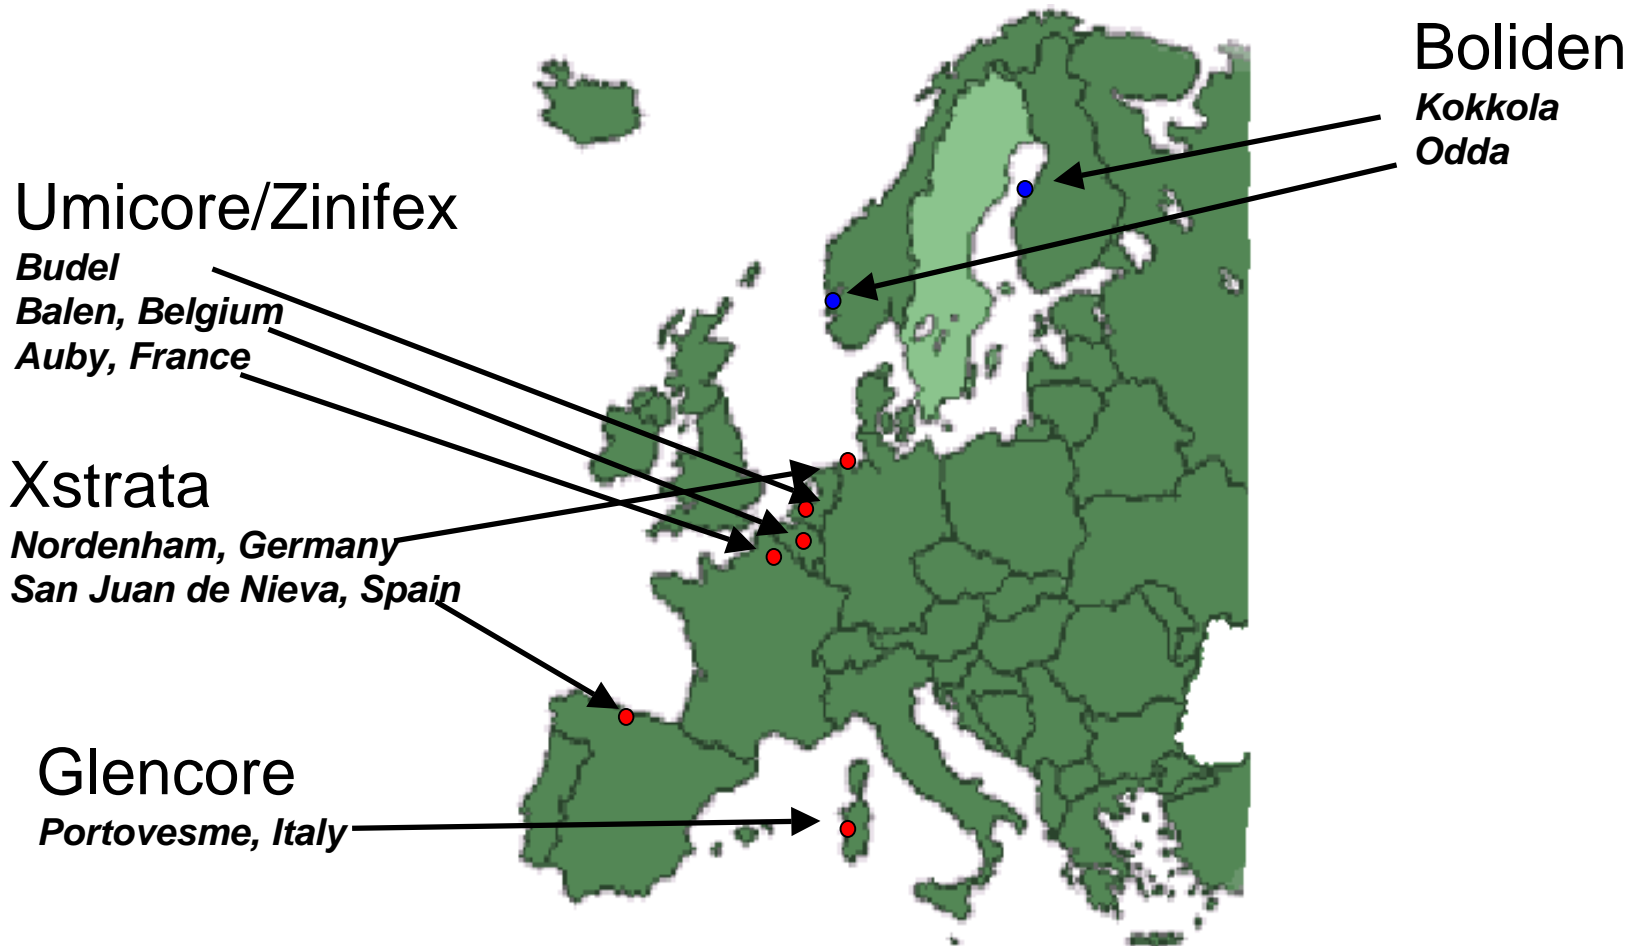 Boliden
Kokkola
Odda
Umicore/Zinifex
Budel
Balen, Belgium
Auby, France
Xstrata
Nordenham, Germany
San Juan de Nieva, Spain
Glencore
Portovesme, Italy